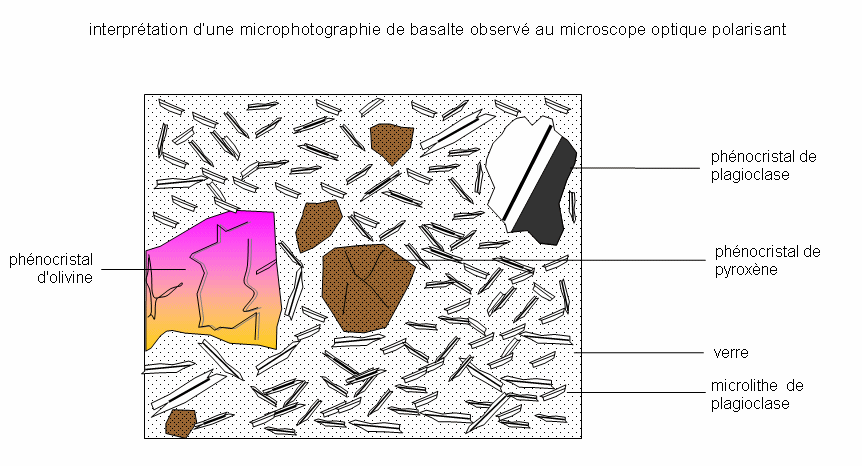 interprétation d'une microphotographie de basalte observé au microscope optique polarisant
phénocristal de
plagioclase
phénocristal
d'olivine
phénocristal de
pyroxène
verre
microlithe de
plagioclase